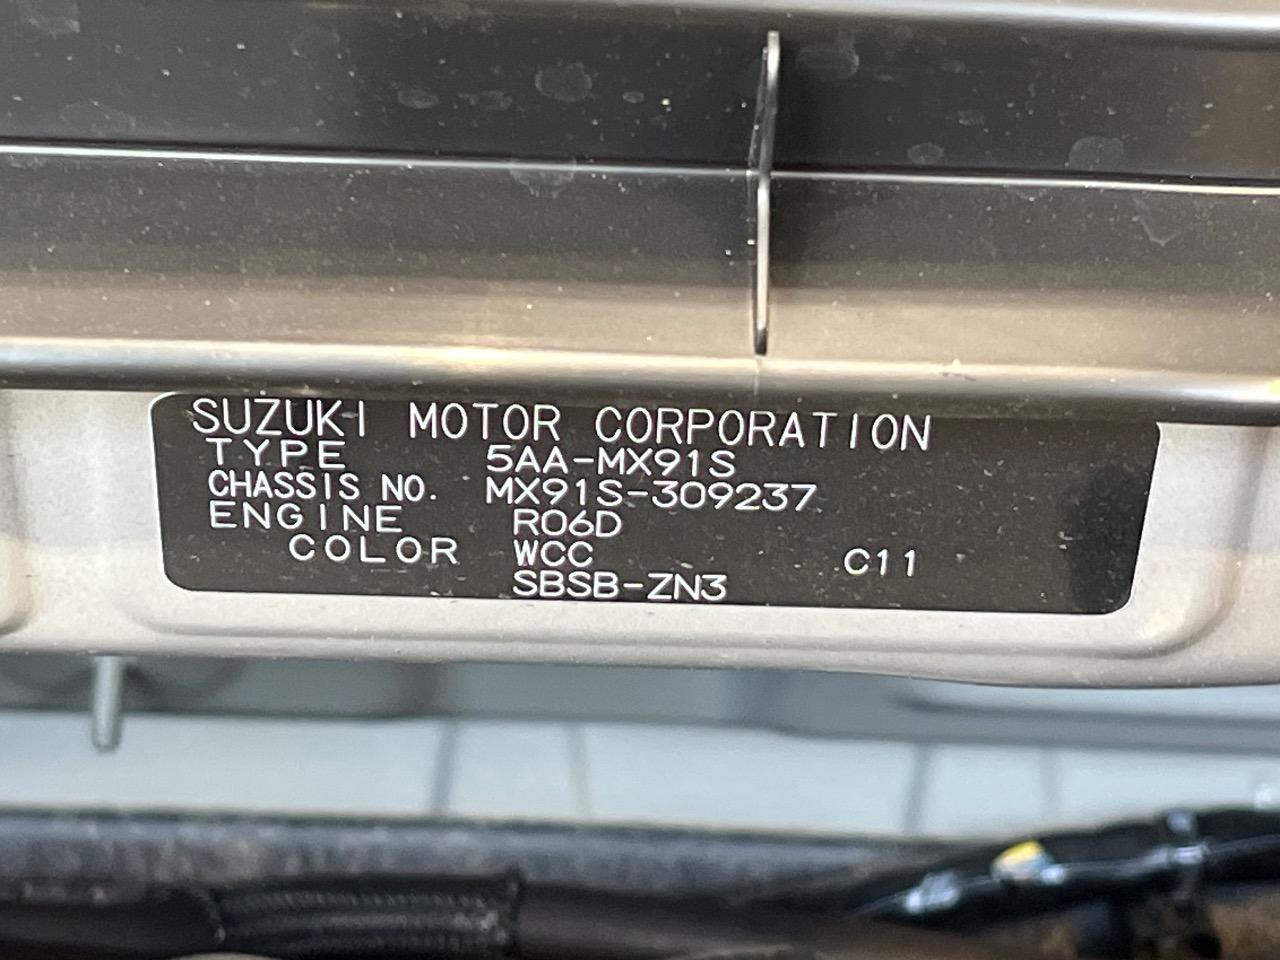 SUZUKI MOTOR CORPORATION
TYPE 5AA-MX91S
CHASSIS NO. MX91S-309237
ENGINE R06D
COLOR WCC C11
SBSB-ZN3